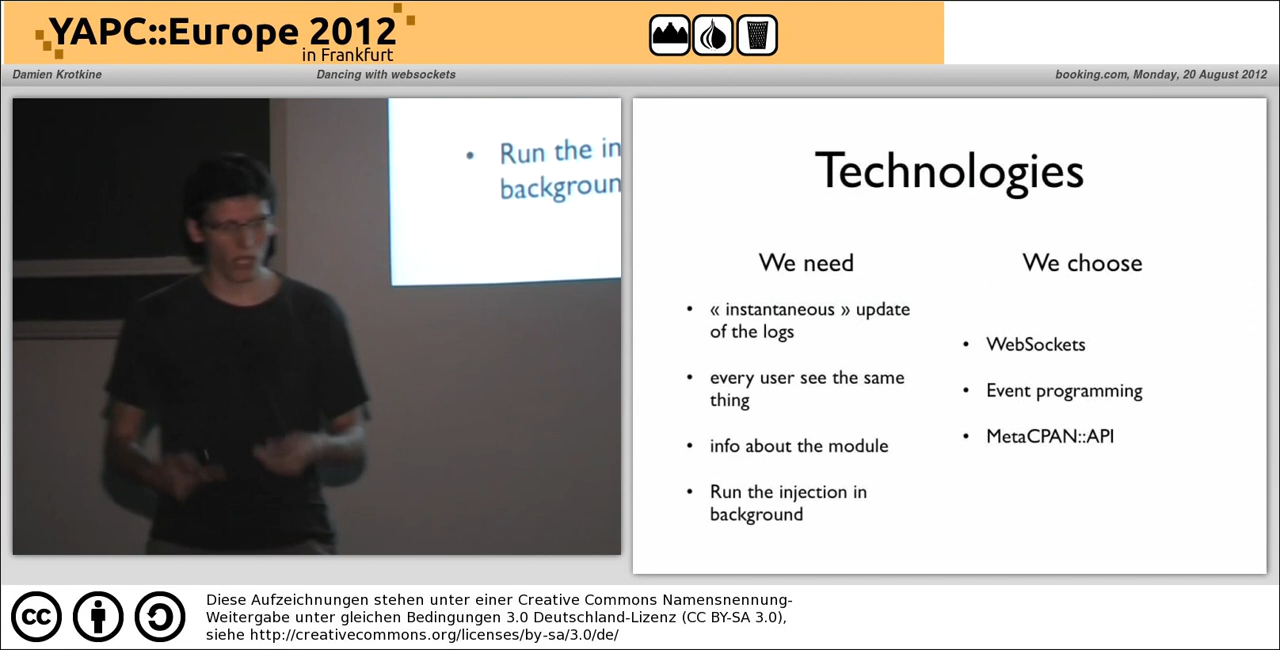 YAPC::Europe 2012
in Frankfurt
Damien Krotkine
Dancing with websockets
booking.com, Monday, 20 August 2012
Run the in
backgroun
Technologies
We need
• « instantaneous » update
of the logs
• every user see the same
thing
• info about the module
• Run the injection in
background
We choose
• WebSockets
• Event programming
• MetaCPAN::API
cc
Diese Aufzeichnungen stehen unter einer Creative Commons Namensnennung-
Weitergabe unter gleichen Bedingungen 3.0 Deutschland-Lizenz (CC BY-SA 3.0),
siehe http://creativecommons.org/licenses/by-sa/3.0/de/